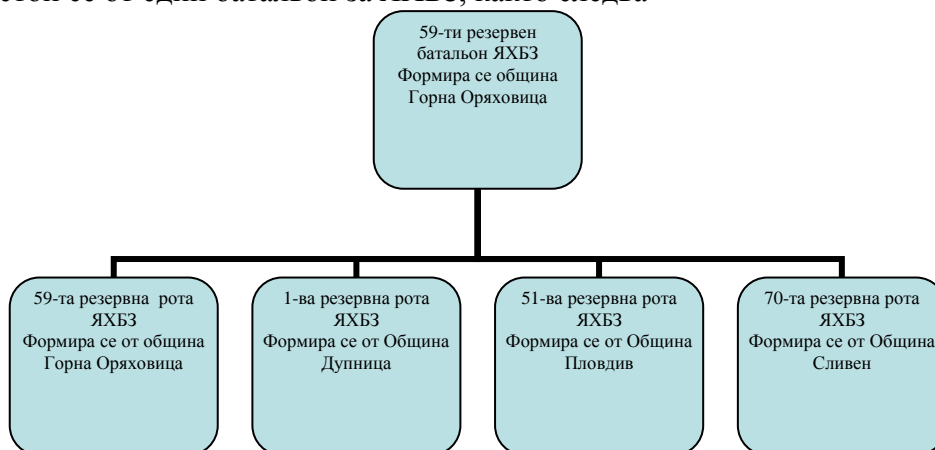 се от един батальон за ЯХБЗ, както следва
59-ти резервен
батальон ЯХБЗ
Формира се община
Горна Оряховица
59-та резервна рота
ЯХБЗ
Формира се от община
Горна Оряховица
1-ва резервна рота
ЯХБЗ
Формира се от Община
Дупница
51-ва резервна рота
ЯХБЗ
Формира се от Община
Пловдив
70-та резервна рота
ЯХБЗ
Формира се от Община
Сливен